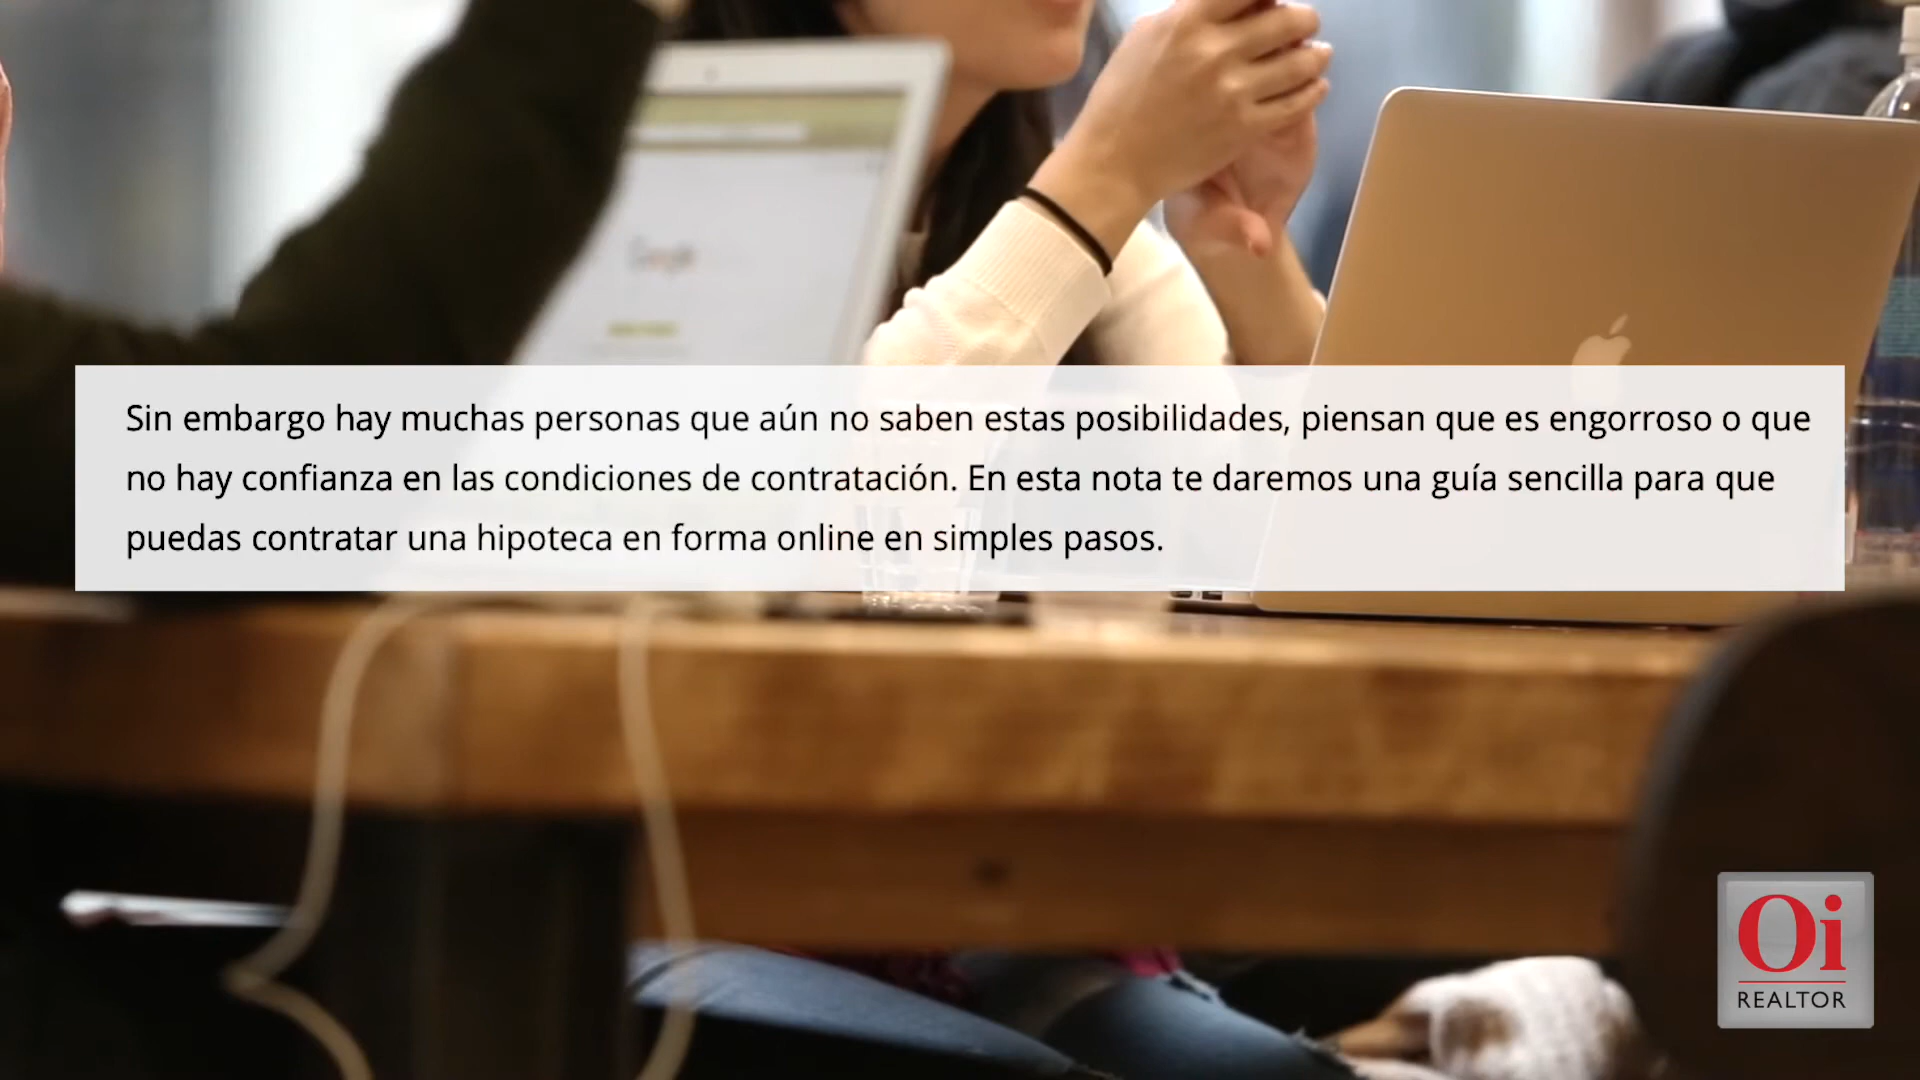 Google
Sin embargo hay muchas personas que aún no saben estas posibilidades, piensan que es engorroso o que
no hay confianza en las condiciones de contratación. En esta nota te daremos una guía sencilla para que
puedas contratar una hipoteca en forma online en simples pasos.
Oi
REALTOR